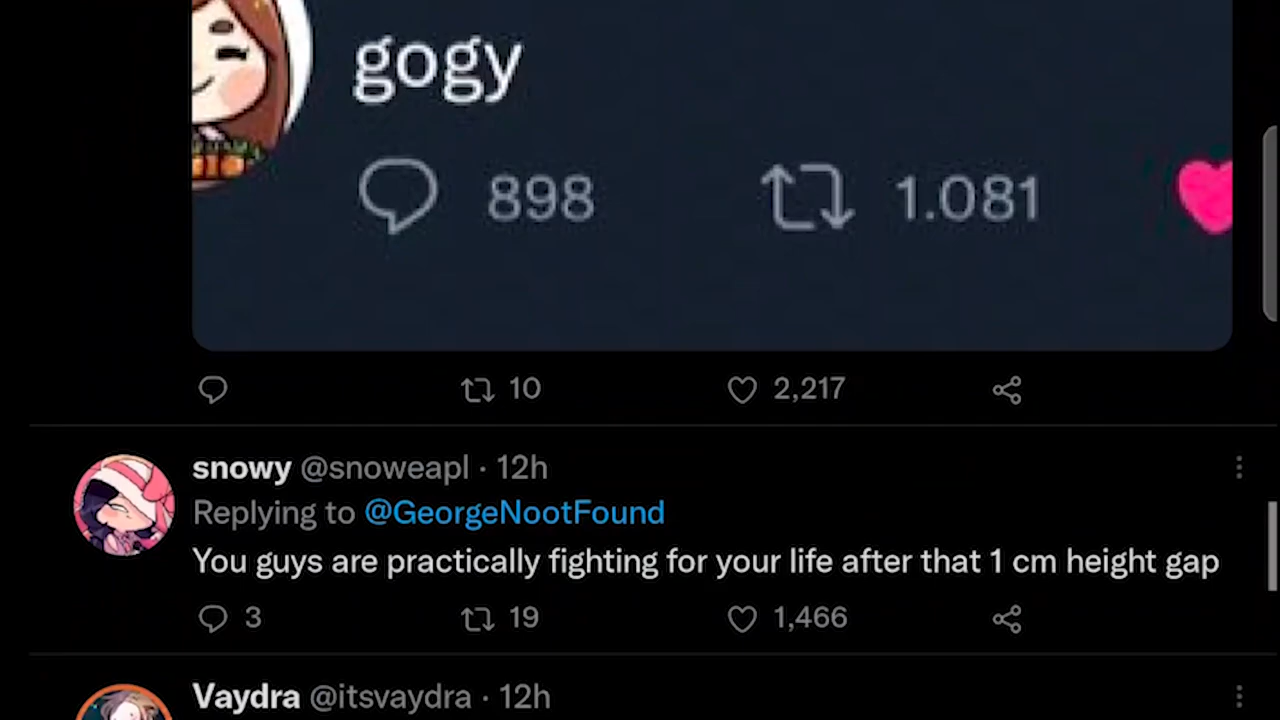 gogy
898 1.081
10 2,217
snowy @snoweapl · 12h
Replying to @GeorgeNootFound
You guys are practically fighting for your life after that 1 cm height gap
3 19 1,466
Vaydra @itsvaydra · 12h